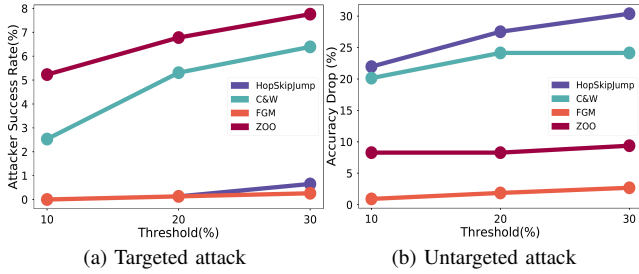 Attacker Success Rate(%)
8
7
6
5
4
3
2
1
0
HopSkipJump
C&W
FGM
ZOO
10
20
30
Threshold(%)
(a) Targeted attack
Accuracy Drop (%)
30
25
20
15
10
5
0
HopSkipJump
C&W
FGM
ZOO
10
20
30
Threshold(%)
(b) Untargeted attack